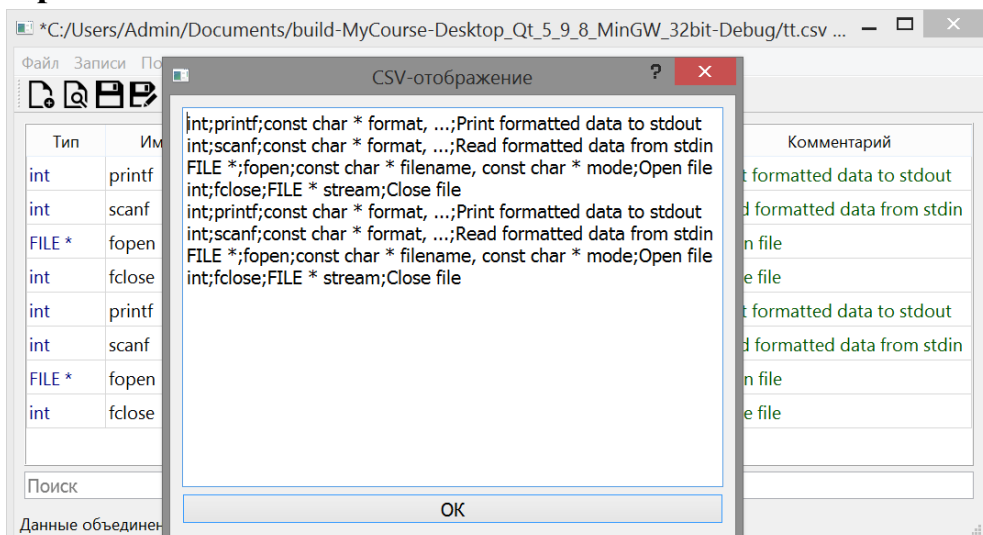 *C:/Users/Admin/Documents/build-MyCourse-Desktop_Qt_5_9_8_MinGW_32bit-Debug/tt.csv ...
Файл Записи По
CSV-отображение ?
int;printf;const char * format, ...;Print formatted data to stdout
int;scanf;const char * format, ...;Read formatted data from stdin
FILE *;fopen;const char * filename, const char * mode;Open file
int;fclose;FILE * stream;Close file
int;printf;const char * format, ...;Print formatted data to stdout
int;scanf;const char * format, ...;Read formatted data from stdin
FILE *;fopen;const char * filename, const char * mode;Open file
int;fclose;FILE * stream;Close file
ОК
Тип Им Комментарий
int printf t formatted data to stdout
int scanf d formatted data from stdin
FILE * fopen n file
int fclose e file
int printf t formatted data to stdout
int scanf d formatted data from stdin
FILE * fopen n file
int fclose e file
Поиск
Данные объединен